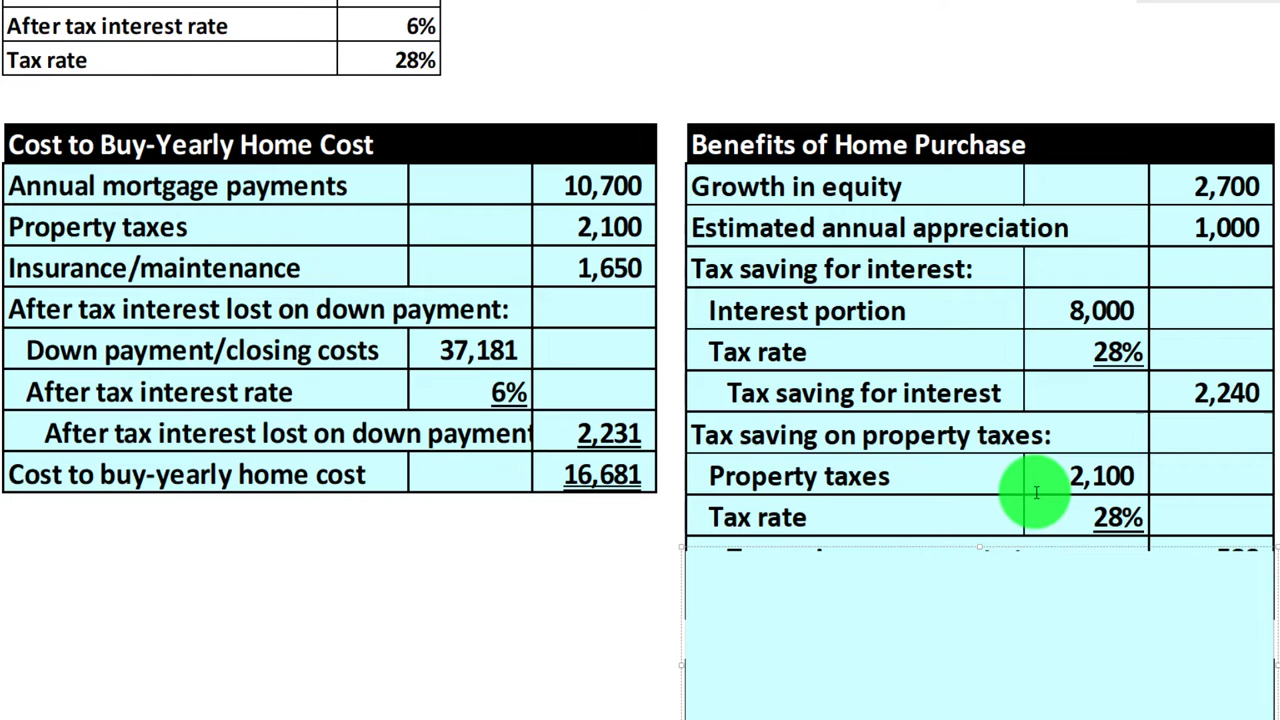 After tax interest rate 6%
Tax rate 28%
Cost to Buy-Yearly Home Cost
Annual mortgage payments 10,700
Property taxes 2,100
Insurance/maintenance 1,650
After tax interest lost on down payment:
Down payment/closing costs 37,181
After tax interest rate 6%
After tax interest lost on down payment 2,231
Cost to buy-yearly home cost 16,681
Benefits of Home Purchase
Growth in equity 2,700
Estimated annual appreciation 1,000
Tax saving for interest:
Interest portion 8,000
Tax rate 28%
Tax saving for interest 2,240
Tax saving on property taxes:
Property taxes 2,100
Tax rate 28%